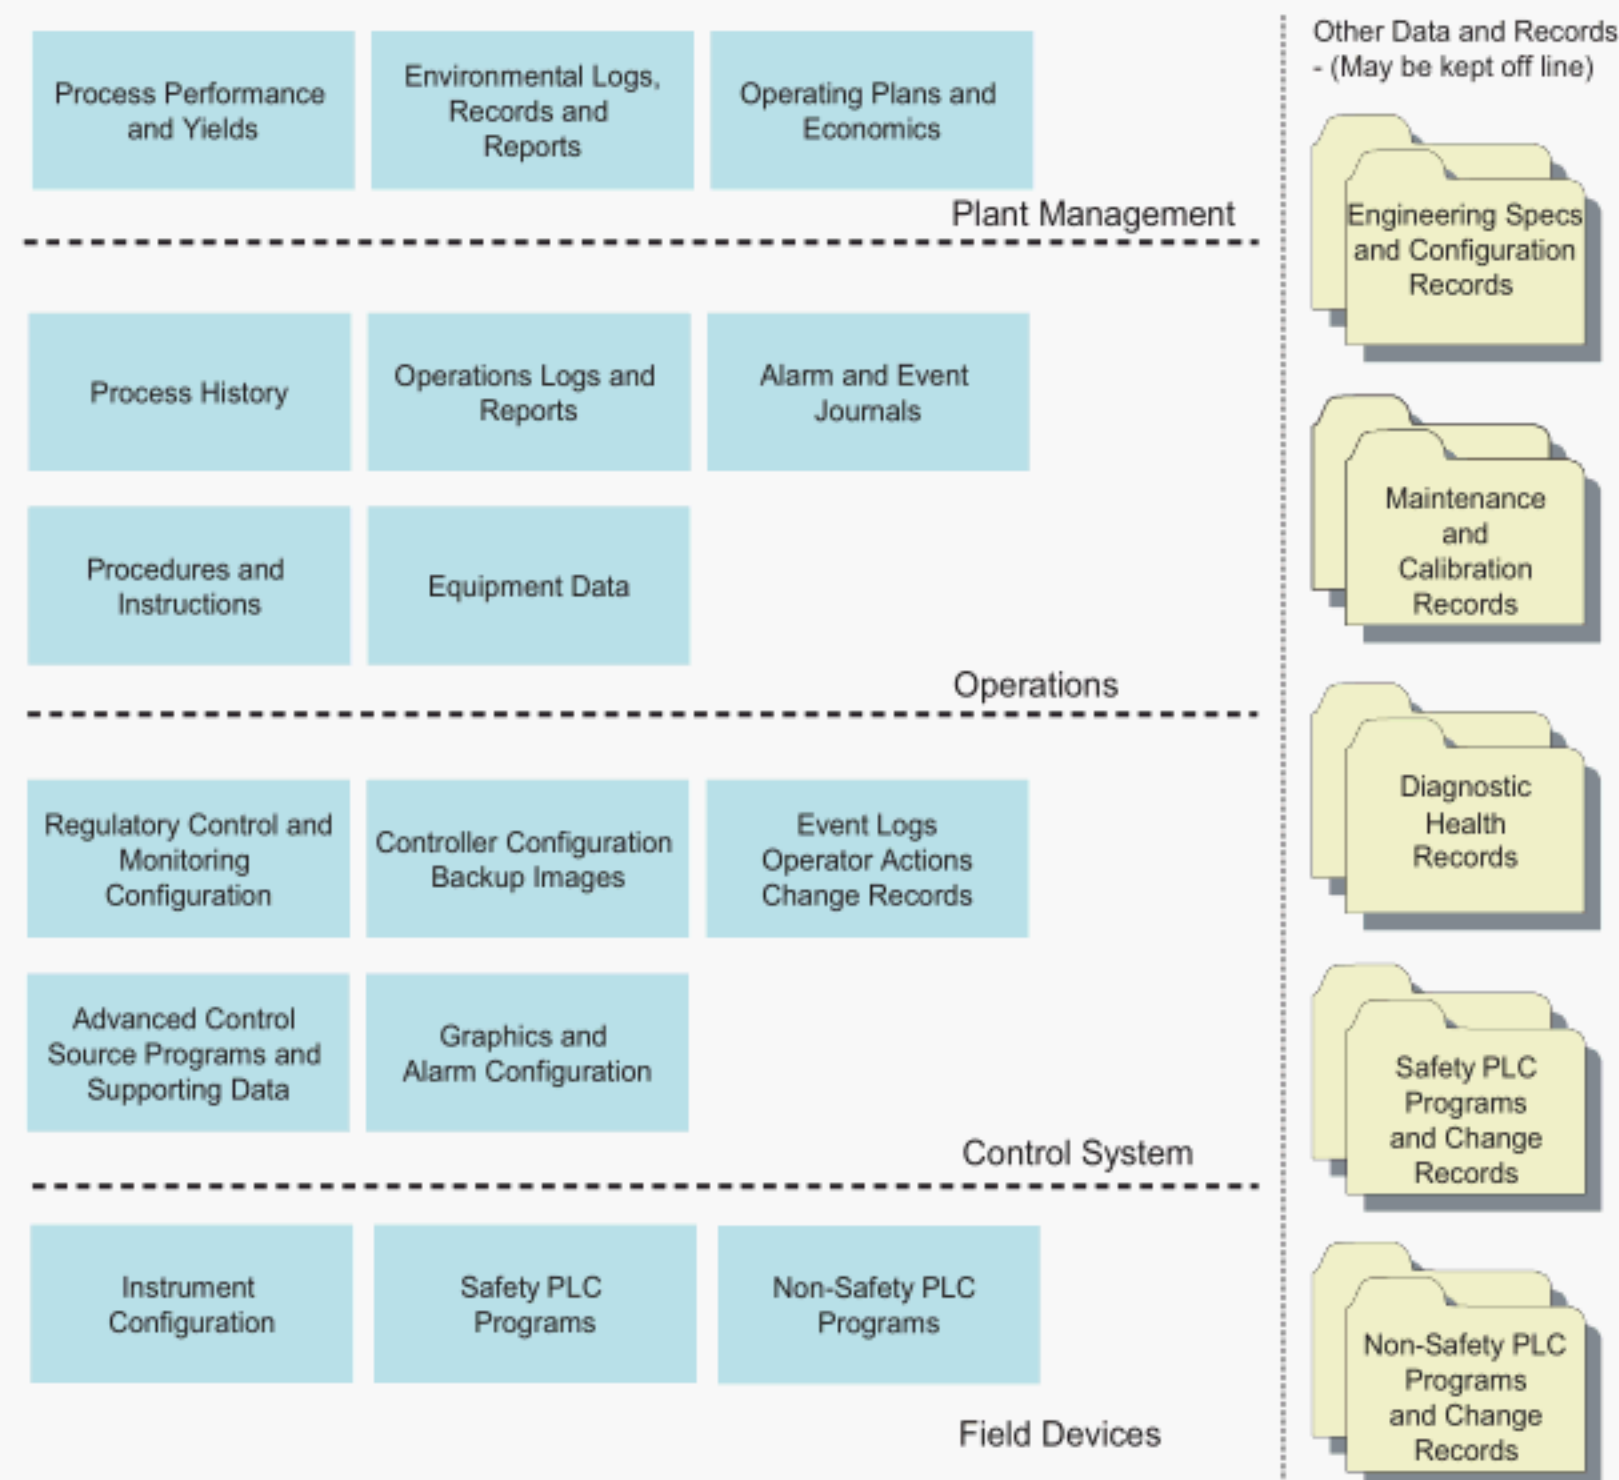 Process Performance
and Yields
Environmental Logs,
Records and
Reports
Operating Plans and
Economics
Plant Management
Process History
Operations Logs and
Reports
Alarm and Event
Journals
Procedures and
Instructions
Equipment Data
Operations
Regulatory Control and
Monitoring
Configuration
Controller Configuration
Backup Images
Event Logs
Operator Actions
Change Records
Advanced Control
Source Programs and
Supporting Data
Graphics and
Alarm Configuration
Control System
Instrument
Configuration
Safety PLC
Programs
Non-Safety PLC
Programs
Field Devices
Other Data and Records
- (May be kept off line)
Engineering Specs
and Configuration
Records
Maintenance
and
Calibration
Records
Diagnostic
Health
Records
Safety PLC
Programs
and Change
Records
Non-Safety PLC
Programs
and Change
Records